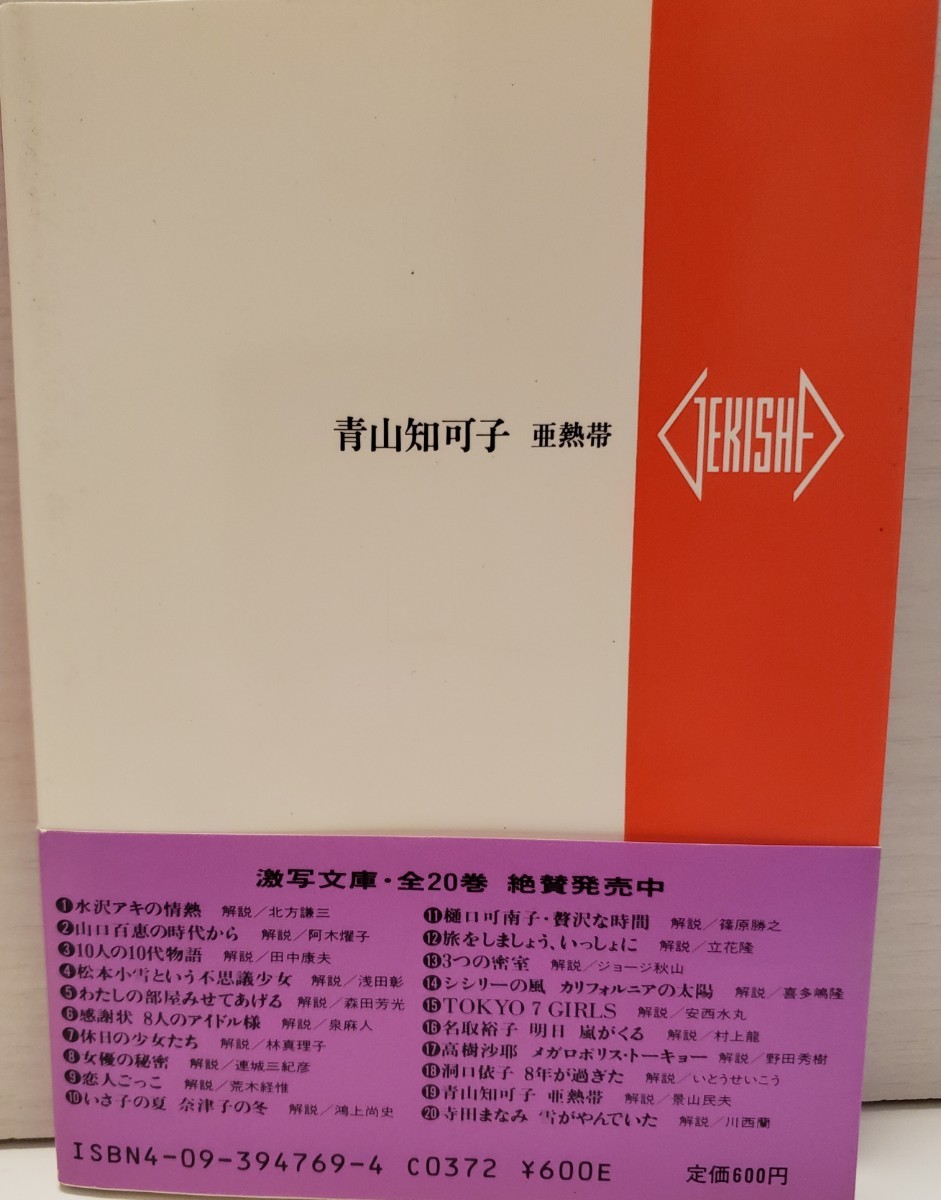 青山知可子 亜熱帯
GEKISHA
激写文庫・全20巻 絶賛発売中
❶水沢アキの情熱 解説／北方謙三
❷山口百恵の時代から 解説／阿木燿子
❸10人の10代物語 解説／田中康夫
❹松本小雪という不思議少女 解説／浅田彰
❺わたしの部屋みせてあげる 解説／森田芳光
❻感謝状 8人のアイドル様 解説／泉麻人
❼休日の少女たち 解説／林真理子
❽女優の秘密 解説／連城三紀彦
❾恋人ごっこ 解説／荒木経惟
❿いさ子の夏 奈津子の冬 解説／鴻上尚史
⓫樋口可南子・贅沢な時間 解説／篠原勝之
⓬旅をしましょう、いっしょに 解説／立花隆
⓭3つの密室 解説／ジョージ秋山
⓮シシリーの風 カリフォルニアの太陽 解説／喜多嶋隆
⓯TOKYO 7 GIRLS 解説／安西水丸
⓰名取裕子 明日 嵐がくる 解説／村上龍
⓱高樹沙耶 メガロポリス・トーキョー 解説／野田秀樹
⓲洞口依子 8年が過ぎた 解説／いとうせいこう
⓳青山知可子 亜熱帯 解説／景山民夫
⓴寺田まなみ 雪がやんでいた 解説／川西蘭
ISBN4-09-394769-4 C0372 ¥600E 定価600円